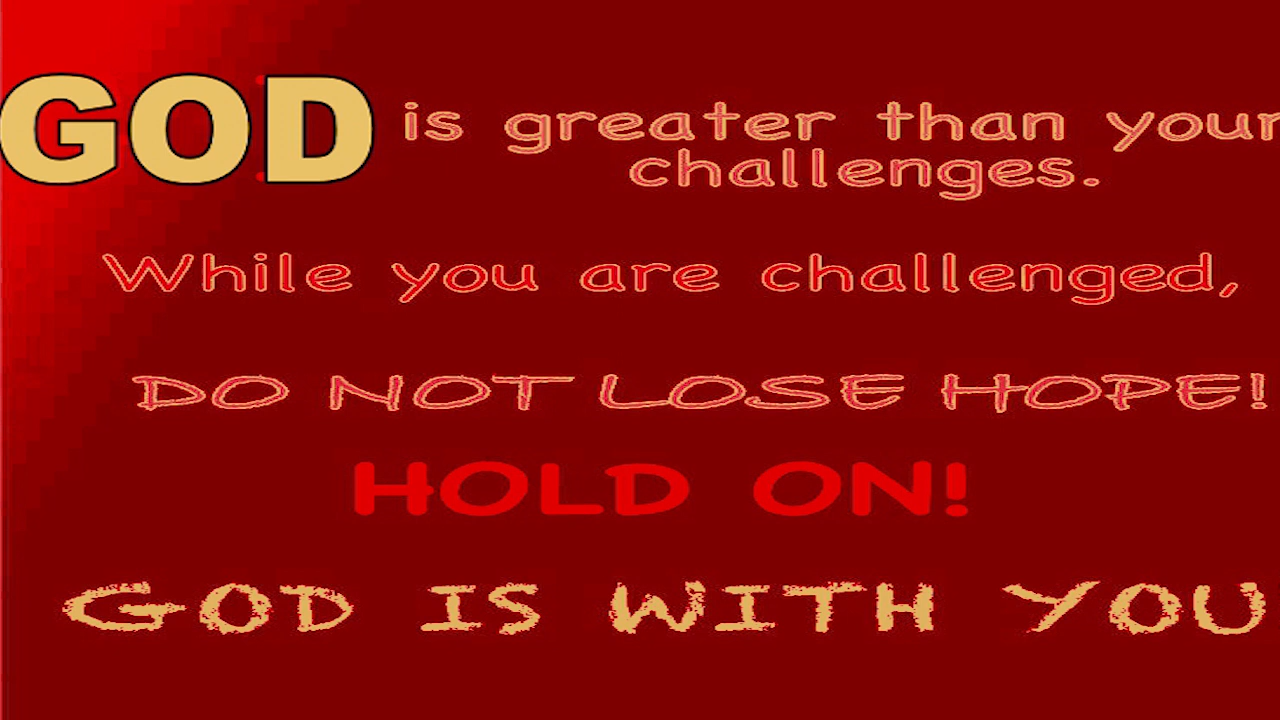 GOD is greater than your
challenges.
While you are challenged,
DO NOT LOSE HOPE!
HOLD ON!
GOD IS WITH YOU